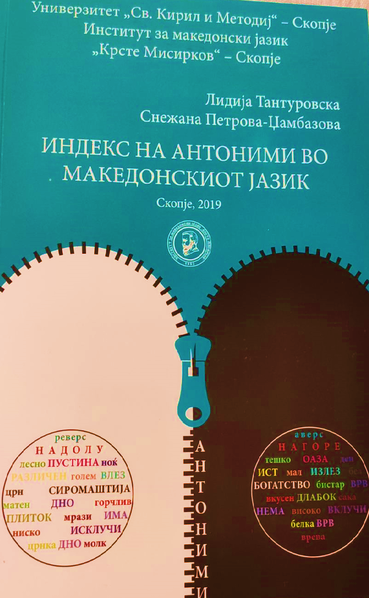 Универзитет „Св. Кирил и Методиј" – Скопје
Институт за македонски јазик
„Крсте Мисирков" – Скопје
Лидија Тантуровска
Снежана Петрова-Џамбазова
ИНДЕКС НА АНТОНИМИ ВО
МАКЕДОНСКИОТ ЈАЗИК
Скопје, 2019
реверс
НАДОЛУ
лесно ПУСТИНА ноќ
РАЗЛИЧЕН голем ВЛЕЗ
црн СИРОМАШТИЈА
матен ДНО горчлив
ПЛИТОК мрази ИМА
ниско ИСКЛУЧИ
црнка ДНО молк
АНТОНИМИ
аверс
НАГОРЕ
тешко ОАЗА ден
ИСТ мал ИЗЛЕЗ
БОГАТСТВО бистар ВРВ
вкусен ДЛАБОК сака
НЕМА високо ВКЛУЧИ
белка ВРВ
врева